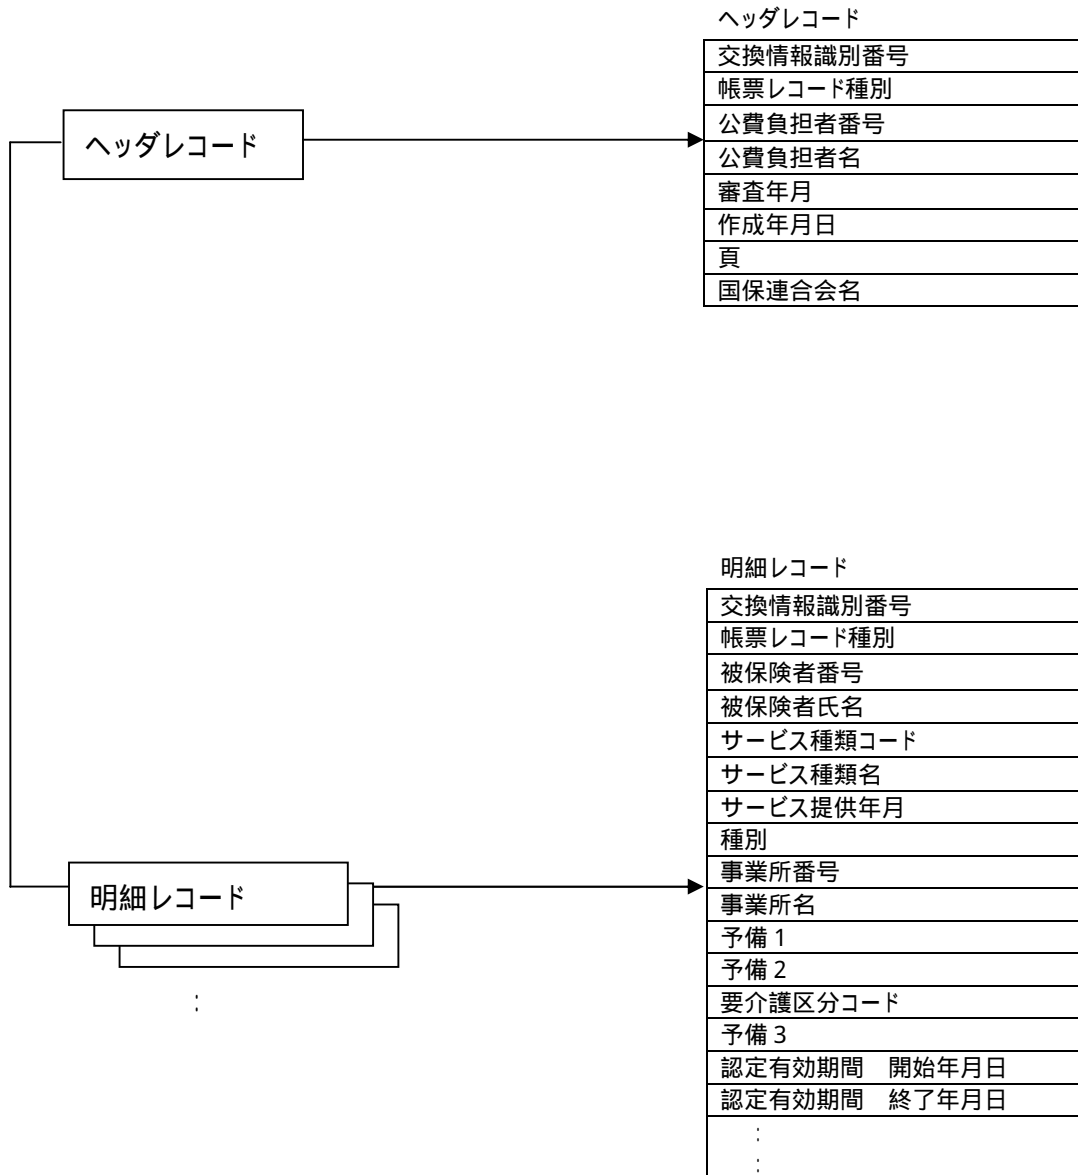 ヘッダレコード
交換情報識別番号
帳票レコード種別
公費負担者番号
公費負担者名
審査年月
作成年月日
頁
国保連合会名
ヘッダレコード
明細レコード
交換情報識別番号
帳票レコード種別
被保険者番号
被保険者氏名
サービス種類コード
サービス種類名
サービス提供年月
種別
事業所番号
事業所名
予備 1
予備 2
要介護区分コード
予備 3
認定有効期間　開始年月日
認定有効期間　終了年月日
:
:
明細レコード
: